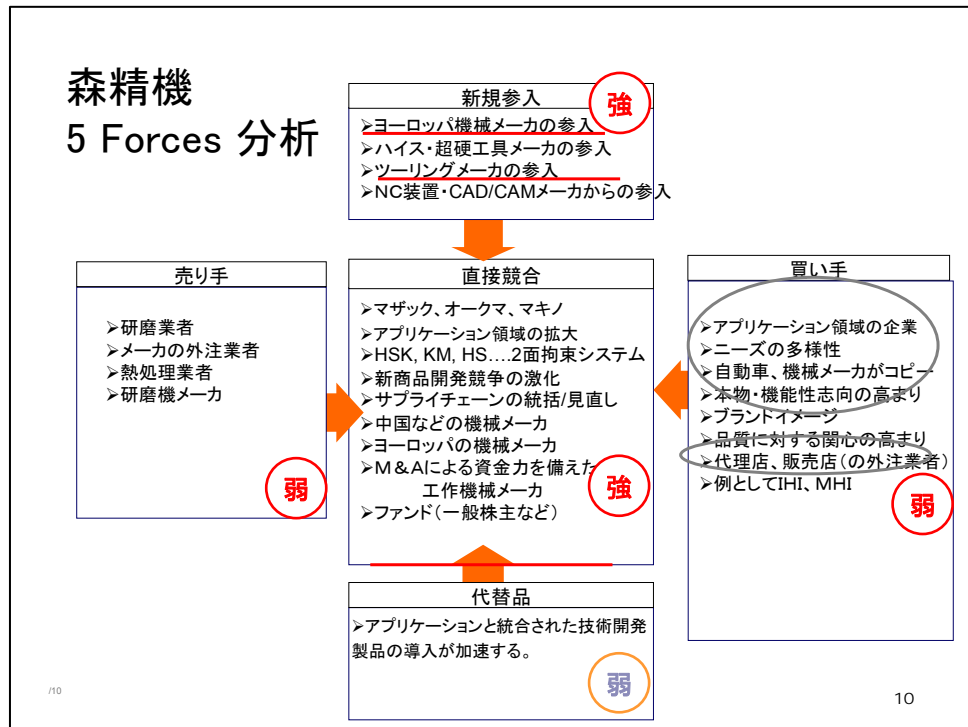 森精機
5 Forces 分析
新規参入
強
➢ヨーロッパ機械メーカの参入
➢ハイス・超硬工具メーカの参入
➢ツーリングメーカの参入
➢NC装置・CAD/CAMメーカからの参入
売り手
➢研磨業者
➢メーカの外注業者
➢熱処理業者
➢研磨機メーカ
弱
直接競合
➢マザック、オークマ、マキノ
➢アプリケーション領域の拡大
➢HSK, KM, HS....2面拘束システム
➢新商品開発競争の激化
➢サプライチェーンの統括/見直し
➢中国などの機械メーカ
➢ヨーロッパの機械メーカ
➢M&Aによる資金力を備えた
工作機械メーカ
➢ファンド(一般株主など)
強
買い手
➢アプリケーション領域の企業
➢ニーズの多様性
➢自動車、機械メーカがコピー
➢本物・機能性志向の高まり
➢ブランドイメージ
➢品質に対する関心の高まり
➢代理店、販売店(の外注業者)
➢例としてIHI、MHI
弱
代替品
➢アプリケーションと統合された技術開発
製品の導入が加速する。
弱
/10
10